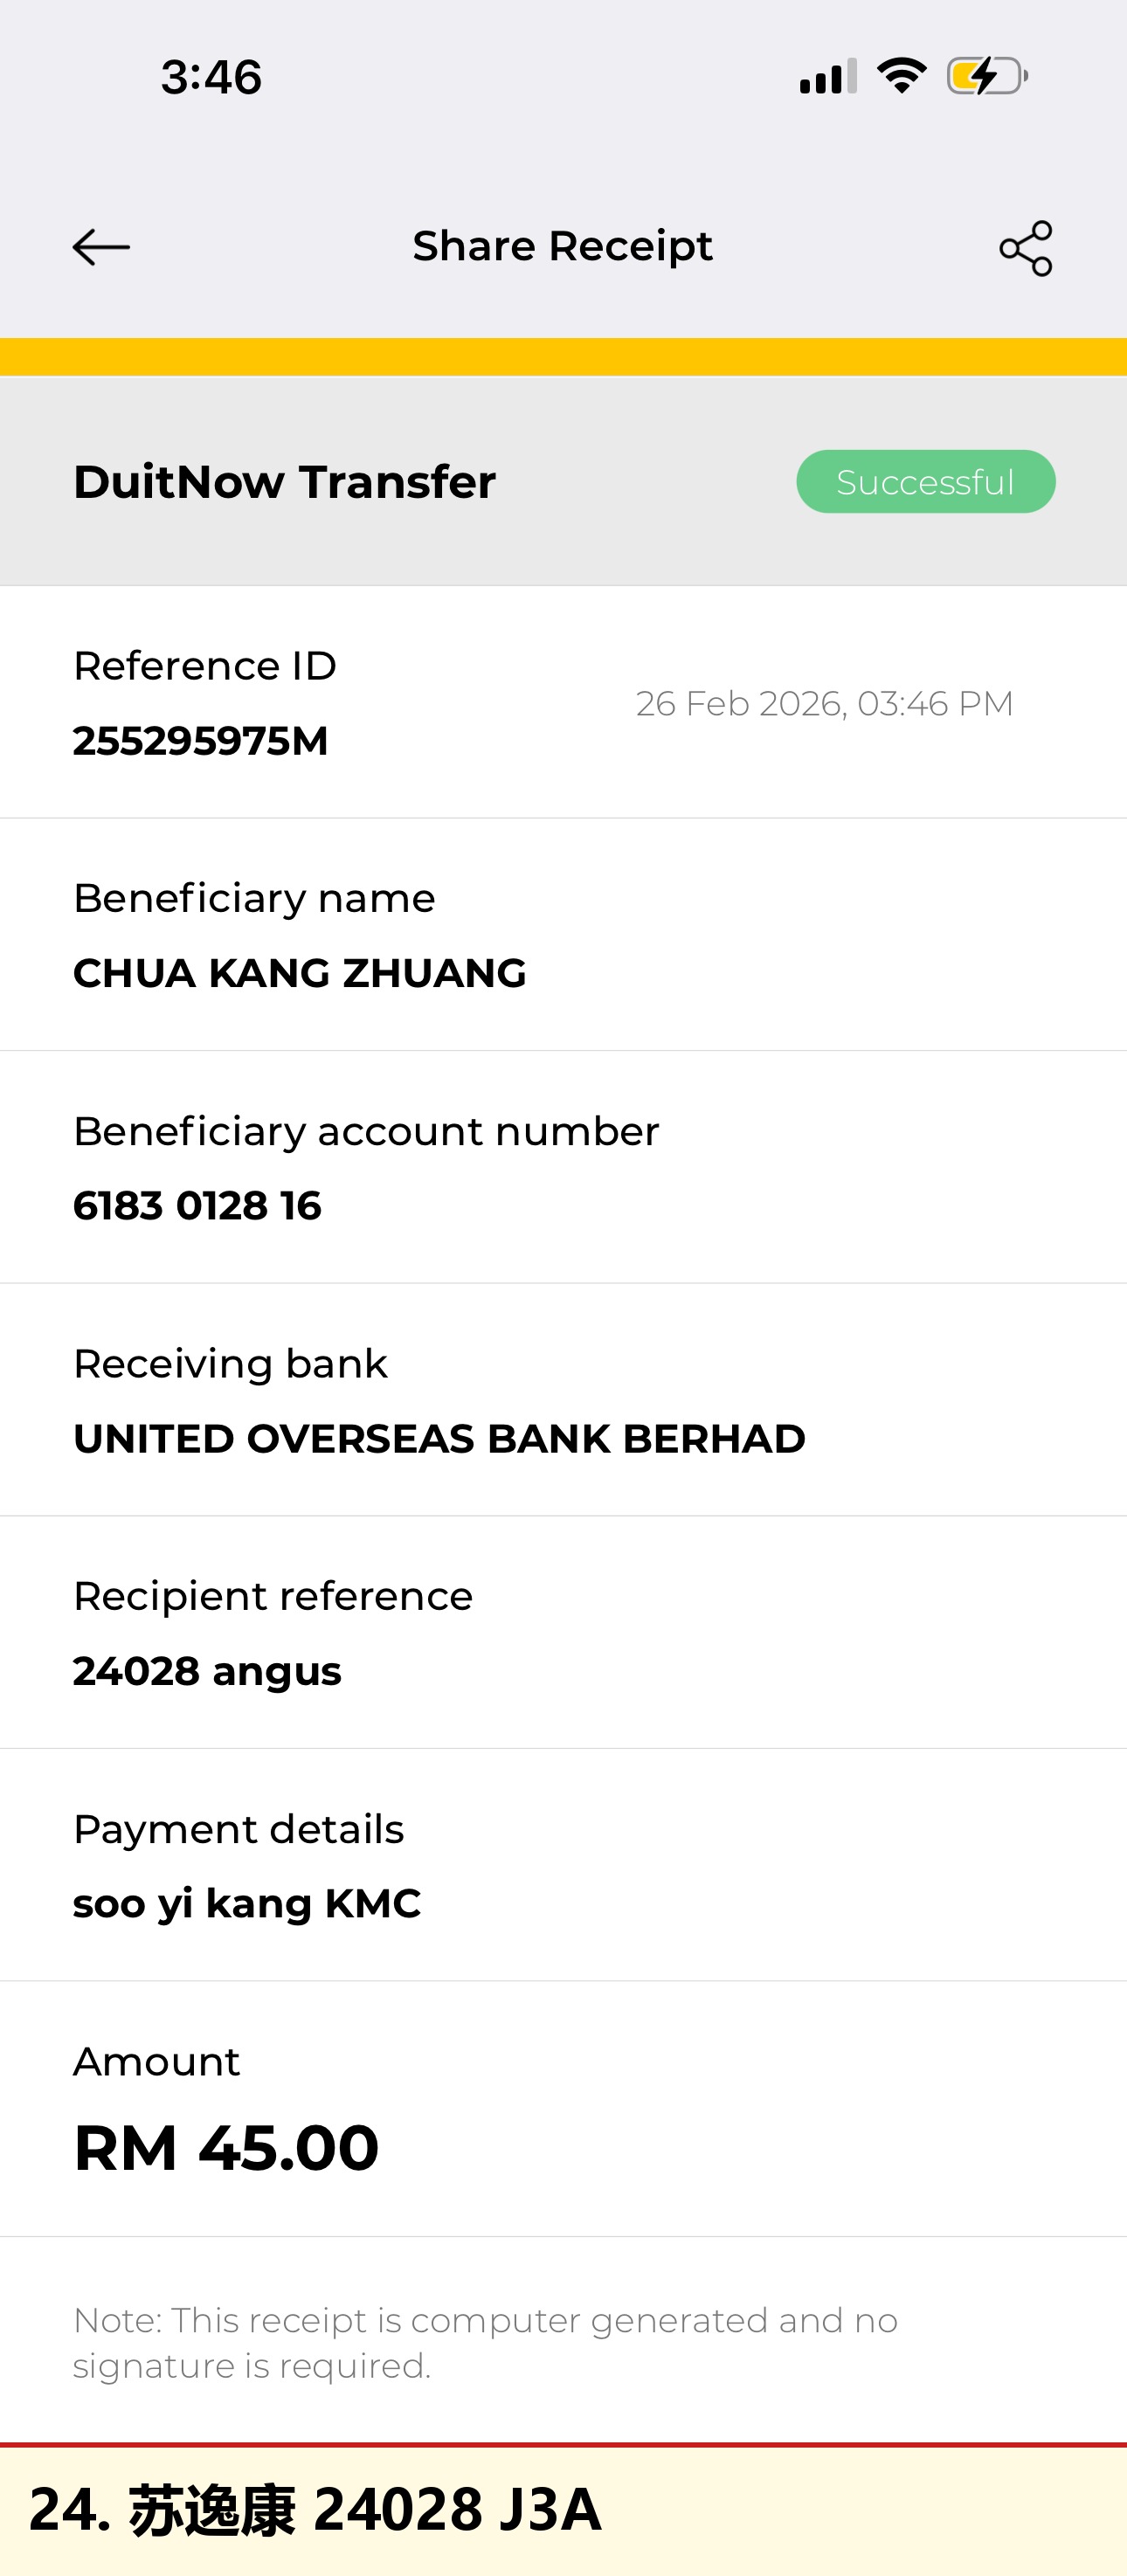 3:46
Share Receipt
DuitNow Transfer
Successful
Reference ID
26 Feb 2026, 03:46 PM
255295975M
Beneficiary name
CHUA KANG ZHUANG
Beneficiary account number
6183 0128 16
Receiving bank
UNITED OVERSEAS BANK BERHAD
Recipient reference
24028 angus
Payment details
soo yi kang KMC
Amount
RM 45.00
Note: This receipt is computer generated and no
signature is required.
24. 苏逸康 24028 J3A